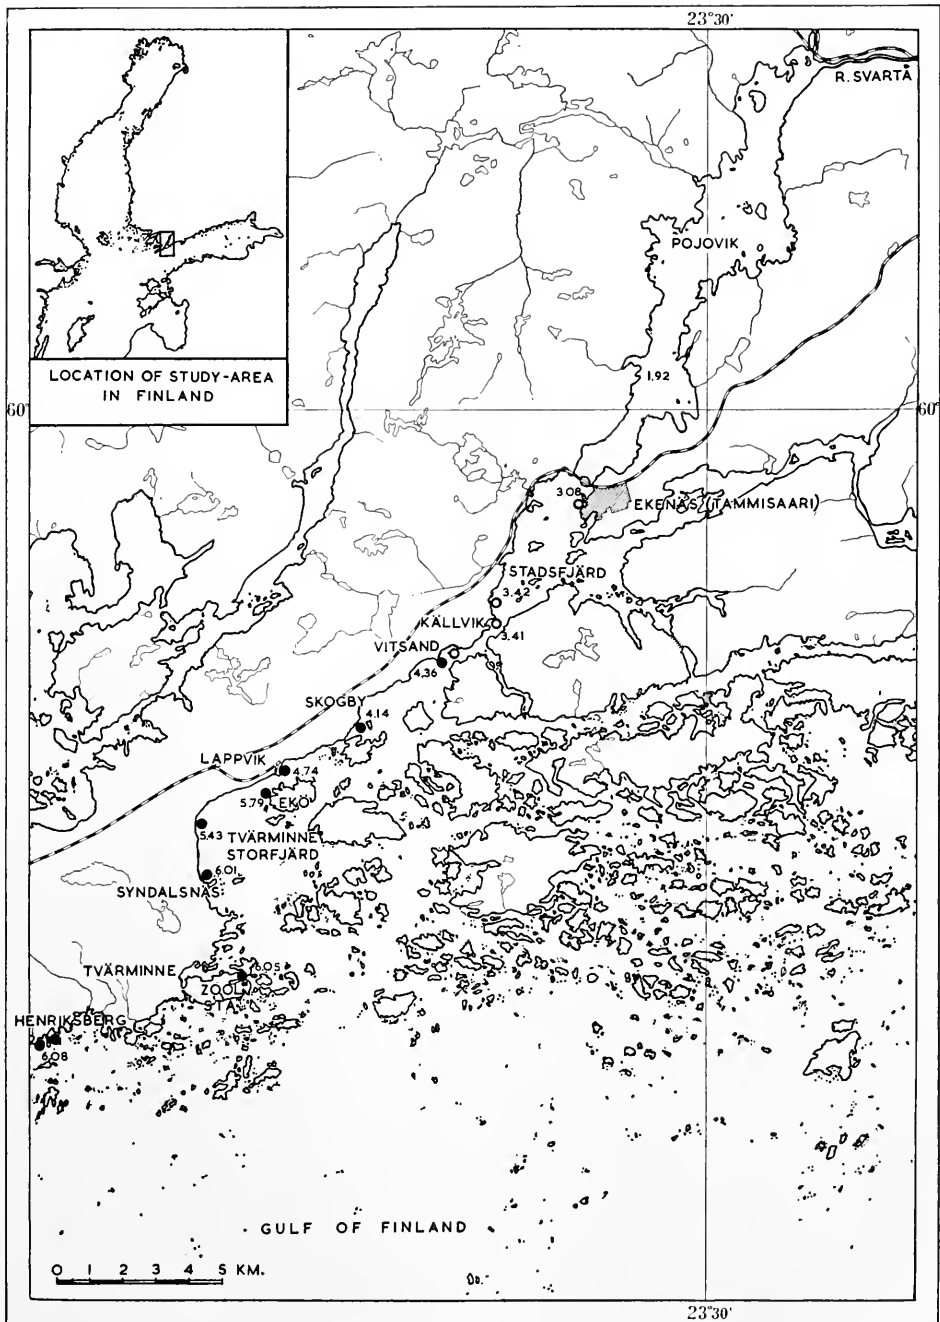 23°30'
R. SVARTÅ
POJOVIK
LOCATION OF STUDY-AREA
IN FINLAND
1.92
60°
60°
3.08
EKENÄS (TAMMISAARI)
STADSFJÄRD
3.42
KÄLLVIK
3.41
VITSAND
4.36
SKOGBY
4.14
LAPPVIK
4.74
5.79
EKÖ
5.43
TVÄRMINNE
STORFJÄRD
6.01
SYNDALSNÄS
TVÄRMINNE
6.05
ZOOL.
STA.
HENRIKSBERG
6.08
GULF OF FINLAND
0 1 2 3 4 5 KM.
23°30'